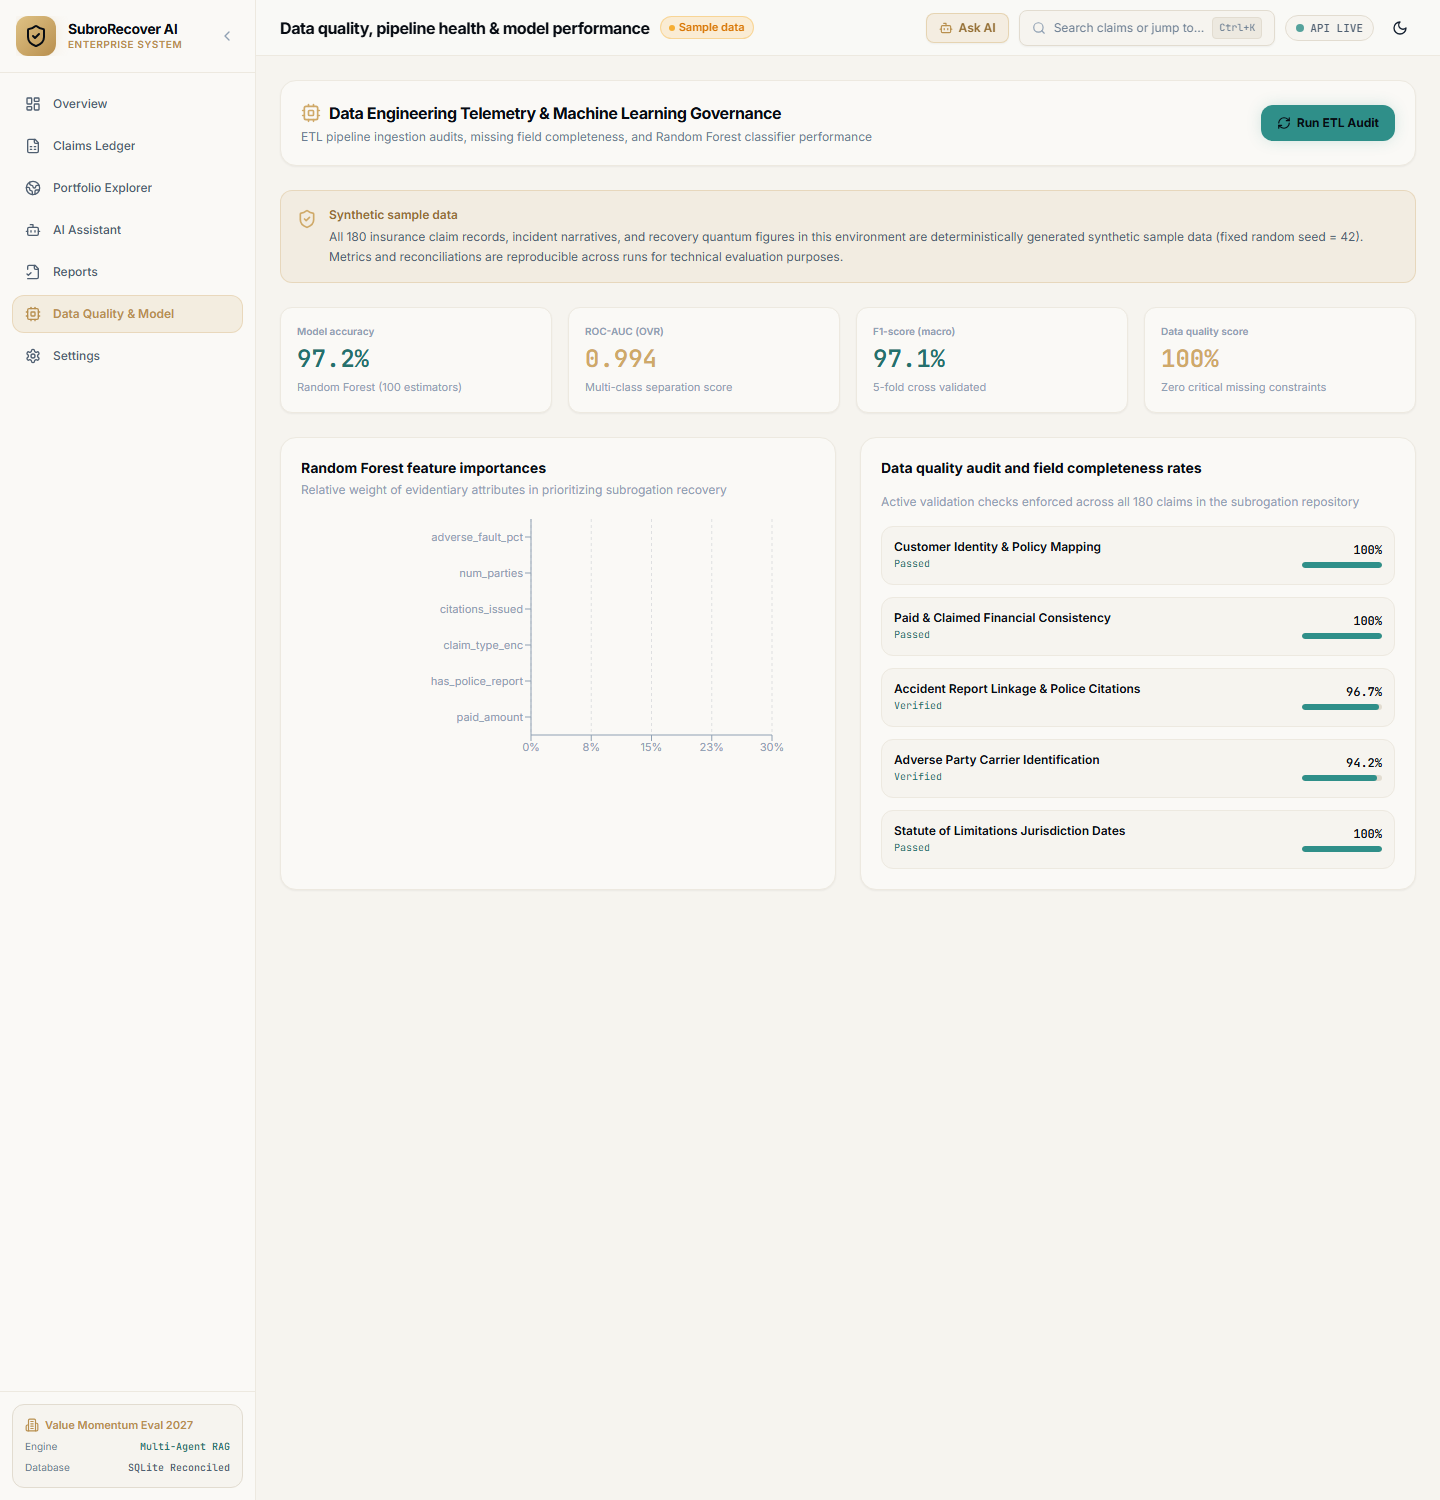 SubroRecover AI
ENTERPRISE SYSTEM
Overview
Claims Ledger
Portfolio Explorer
AI Assistant
Reports
Data Quality & Model
Settings
Value Momentum Eval 2027
Engine Multi-Agent RAG
Database SQLite Reconciled
Data quality, pipeline health & model performance
Sample data
Ask AI
Search claims or jump to...
Ctrl+K
API LIVE
Data Engineering Telemetry & Machine Learning Governance
ETL pipeline ingestion audits, missing field completeness, and Random Forest classifier performance
Run ETL Audit
Synthetic sample data
All 180 insurance claim records, incident narratives, and recovery quantum figures in this environment are deterministically generated synthetic sample data (fixed random seed = 42).
Metrics and reconciliations are reproducible across runs for technical evaluation purposes.
Model accuracy
97.2%
Random Forest (100 estimators)
ROC-AUC (OVR)
0.994
Multi-class separation score
F1-score (macro)
97.1%
5-fold cross validated
Data quality score
100%
Zero critical missing constraints
Random Forest feature importances
Relative weight of evidentiary attributes in prioritizing subrogation recovery
adverse_fault_pct
num_parties
citations_issued
claim_type_enc
has_police_report
paid_amount
0% 8% 15% 23% 30%
Data quality audit and field completeness rates
Active validation checks enforced across all 180 claims in the subrogation repository
Customer Identity & Policy Mapping
Passed
100%
Paid & Claimed Financial Consistency
Passed
100%
Accident Report Linkage & Police Citations
Verified
96.7%
Adverse Party Carrier Identification
Verified
94.2%
Statute of Limitations Jurisdiction Dates
Passed
100%